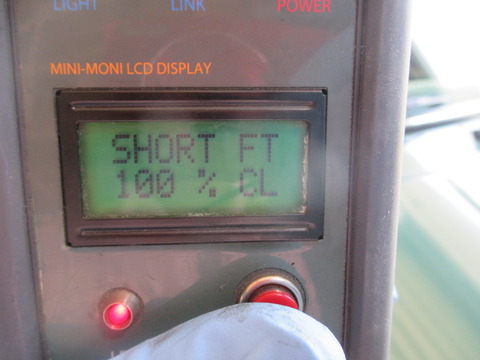 LIGHT LINK POWER
MINI-MONI LCD DISPLAY
SHORT FT
100 % CL